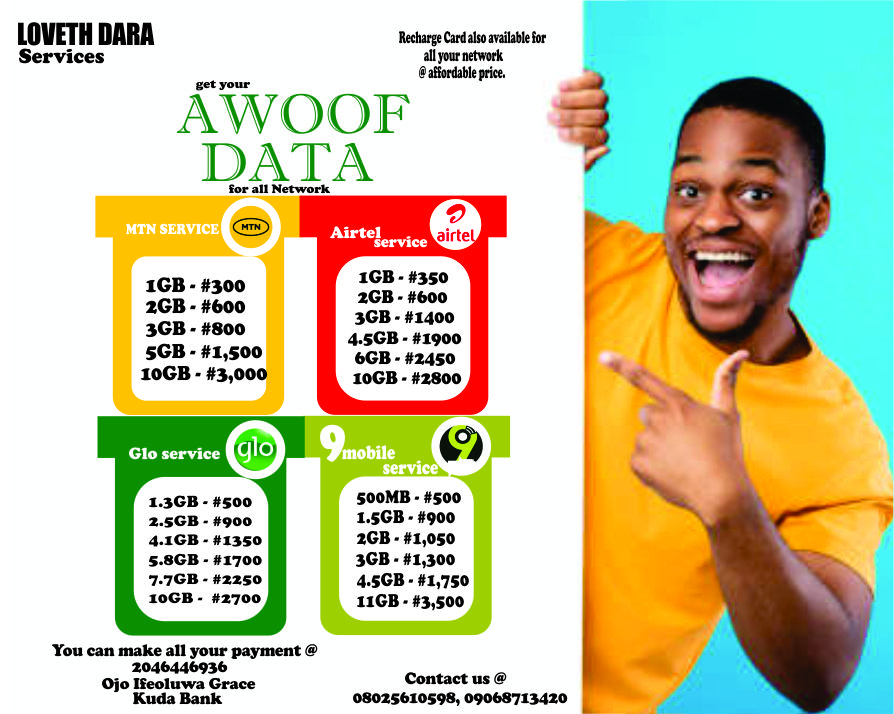 LOVETH DARA
Services
Recharge Card also available for
all your network
@ affordable price.
get your
AWOOF
DATA
for all Network
MTN SERVICE
MTN
1GB - #300
2GB - #600
3GB - #800
5GB - #1,500
10GB - #3,000
Airtel
service
airtel
1GB - #350
2GB - #600
3GB - #1400
4.5GB - #1900
6GB - #2450
10GB - #2800
Glo service
glo
1.3GB - #500
2.5GB - #900
4.1GB - #1350
5.8GB - #1700
7.7GB - #2250
10GB - #2700
9mobile
service
9
500MB - #500
1.5GB - #900
2GB - #1,050
3GB - #1,300
4.5GB - #1,750
11GB - #3,500
You can make all your payment @
2046446936
Ojo Ifeoluwa Grace
Kuda Bank
Contact us @
08025610598, 09068713420